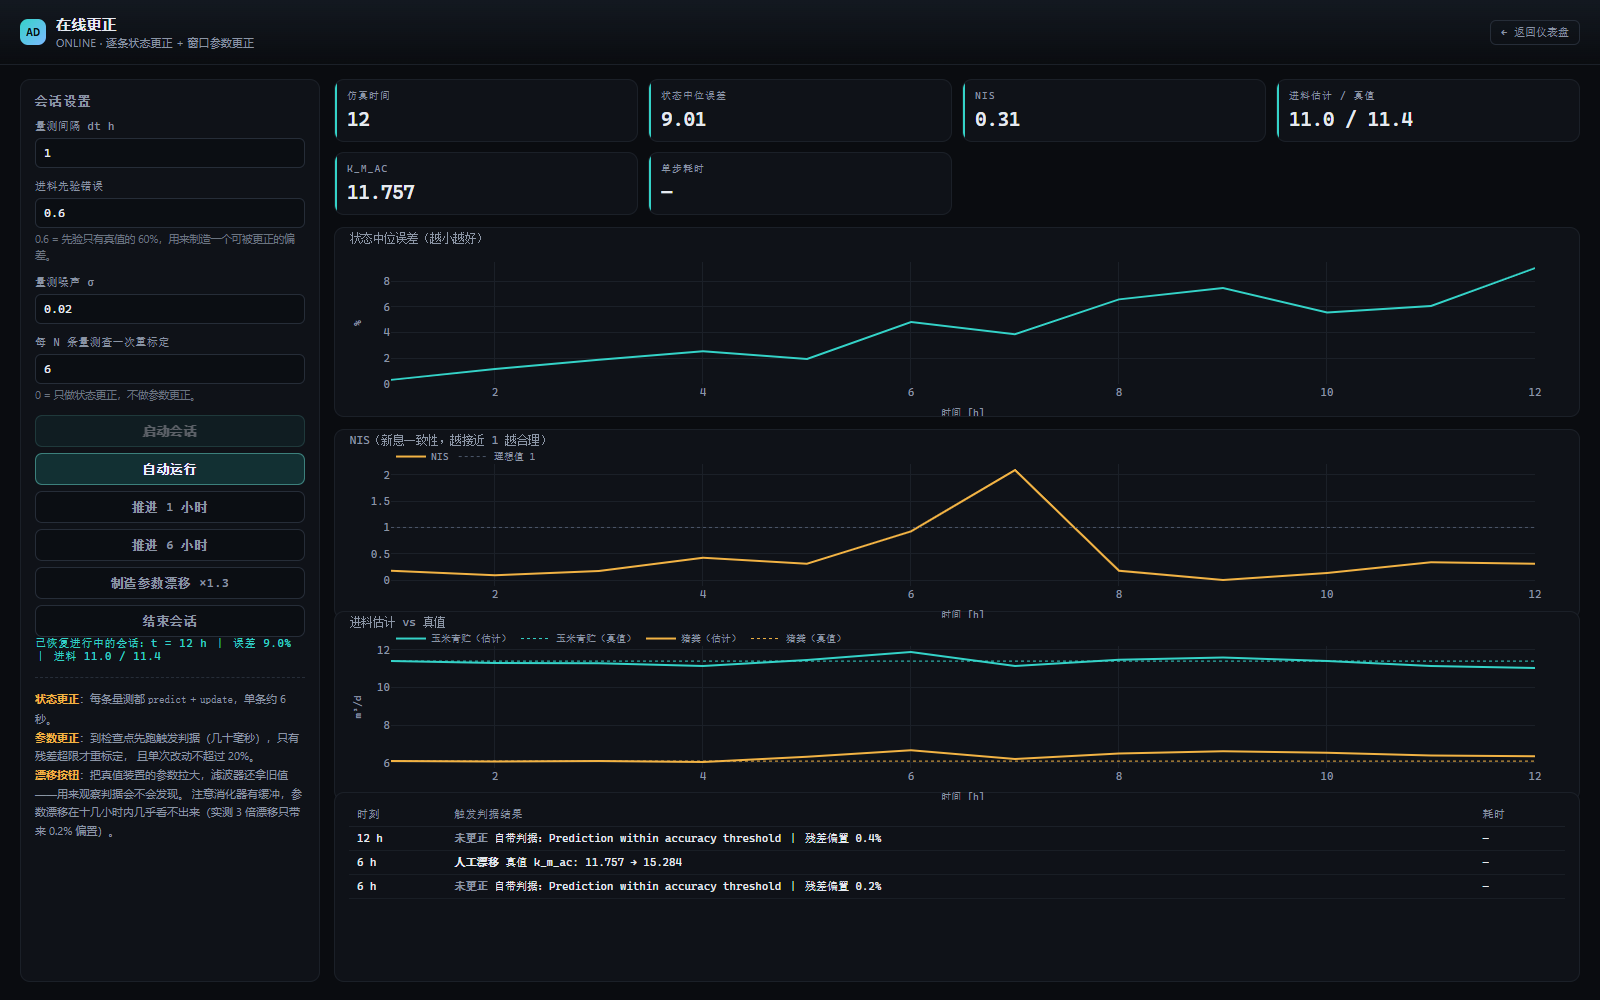 AD
在线更正
ONLINE · 逐条状态更正 + 窗口参数更正
← 返回仪表盘
会话设置
量测间隔 dt h
1
进料先验错误
0.6
0.6 = 先验只有真值的 60%，用来制造一个可被更正的偏
差。
量测噪声 σ
0.02
每 N 条量测查一次重标定
6
0 = 只做状态更正，不做参数更正。
启动会话
自动运行
推进 1 小时
推进 6 小时
制造参数漂移 ×1.3
结束会话
已恢复进行中的会话：t = 12 h | 误差 9.0%
| 进料 11.0 / 11.4
状态更正：每条量测都 predict + update，单条约 6
秒。
参数更正：到检查点先跑触发判据（几十毫秒），只有
残差超限才重标定， 且单次改动不超过 20%。
漂移按钮：把真值装置的参数拉大，滤波器还拿旧值
——用来观察判据会不会发现。 注意消化器有缓冲，参
数漂移在十几小时内几乎看不出来（实测 3 倍漂移只带
来 0.2% 偏置）。
仿真时间
12
状态中位误差
9.01
NIS
0.31
进料估计 / 真值
11.0 / 11.4
K_M_AC
11.757
单步耗时
—
状态中位误差（越小越好）
%
8
6
4
2
0
2 4 6 8 10 12
时间 [h]
NIS（新息一致性，越接近 1 越合理）
NIS 理想值 1
2
1.5
1
0.5
0
2 4 6 8 10 12
时间 [h]
进料估计 vs 真值
玉米青贮（估计） 玉米青贮（真值） 猪粪（估计） 猪粪（真值）
m³/d
12
10
8
6
2 4 6 8 10 12
时间 [h]
时刻 触发判据结果 耗时
12 h 未更正 自带判据：Prediction within accuracy threshold | 残差偏置 0.4% —
6 h 人工漂移 真值 k_m_ac: 11.757 → 15.284 —
6 h 未更正 自带判据：Prediction within accuracy threshold | 残差偏置 0.2% —